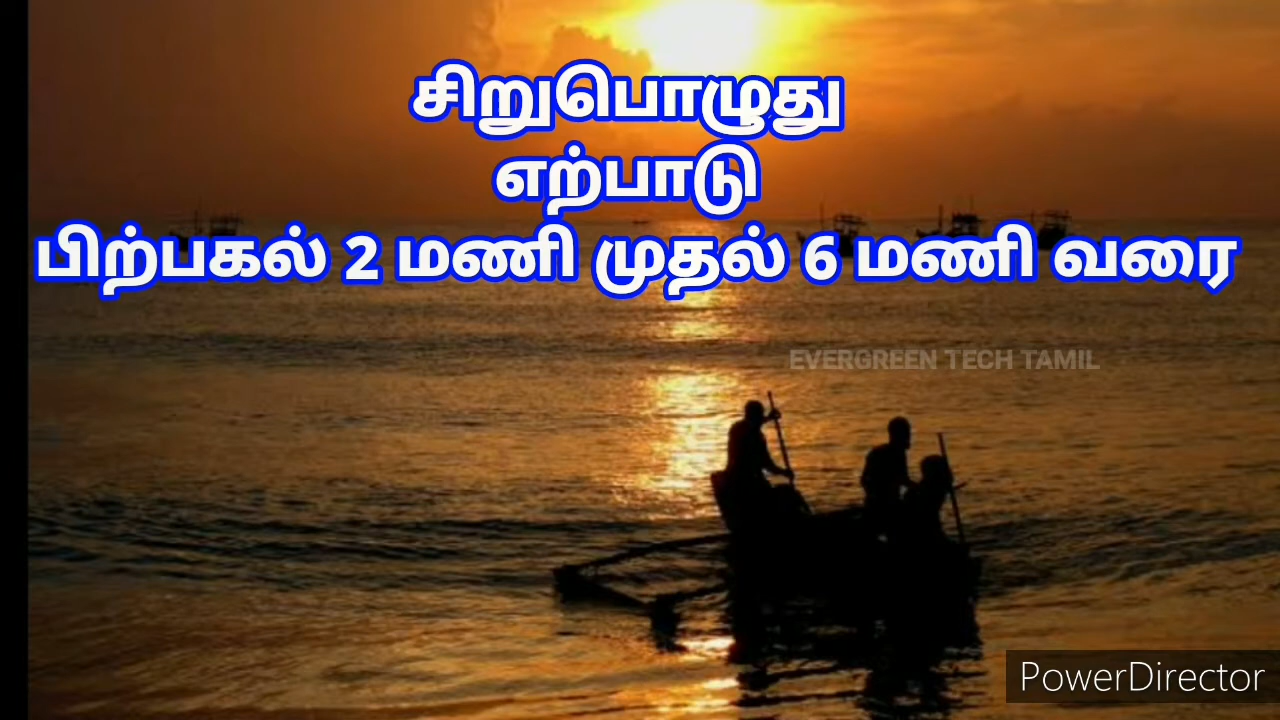 சிறுபொழுது
எற்பாடு
பிற்பகல் 2 மணி முதல் 6 மணி வரை
EVERGREEN TECH TAMIL
PowerDirector